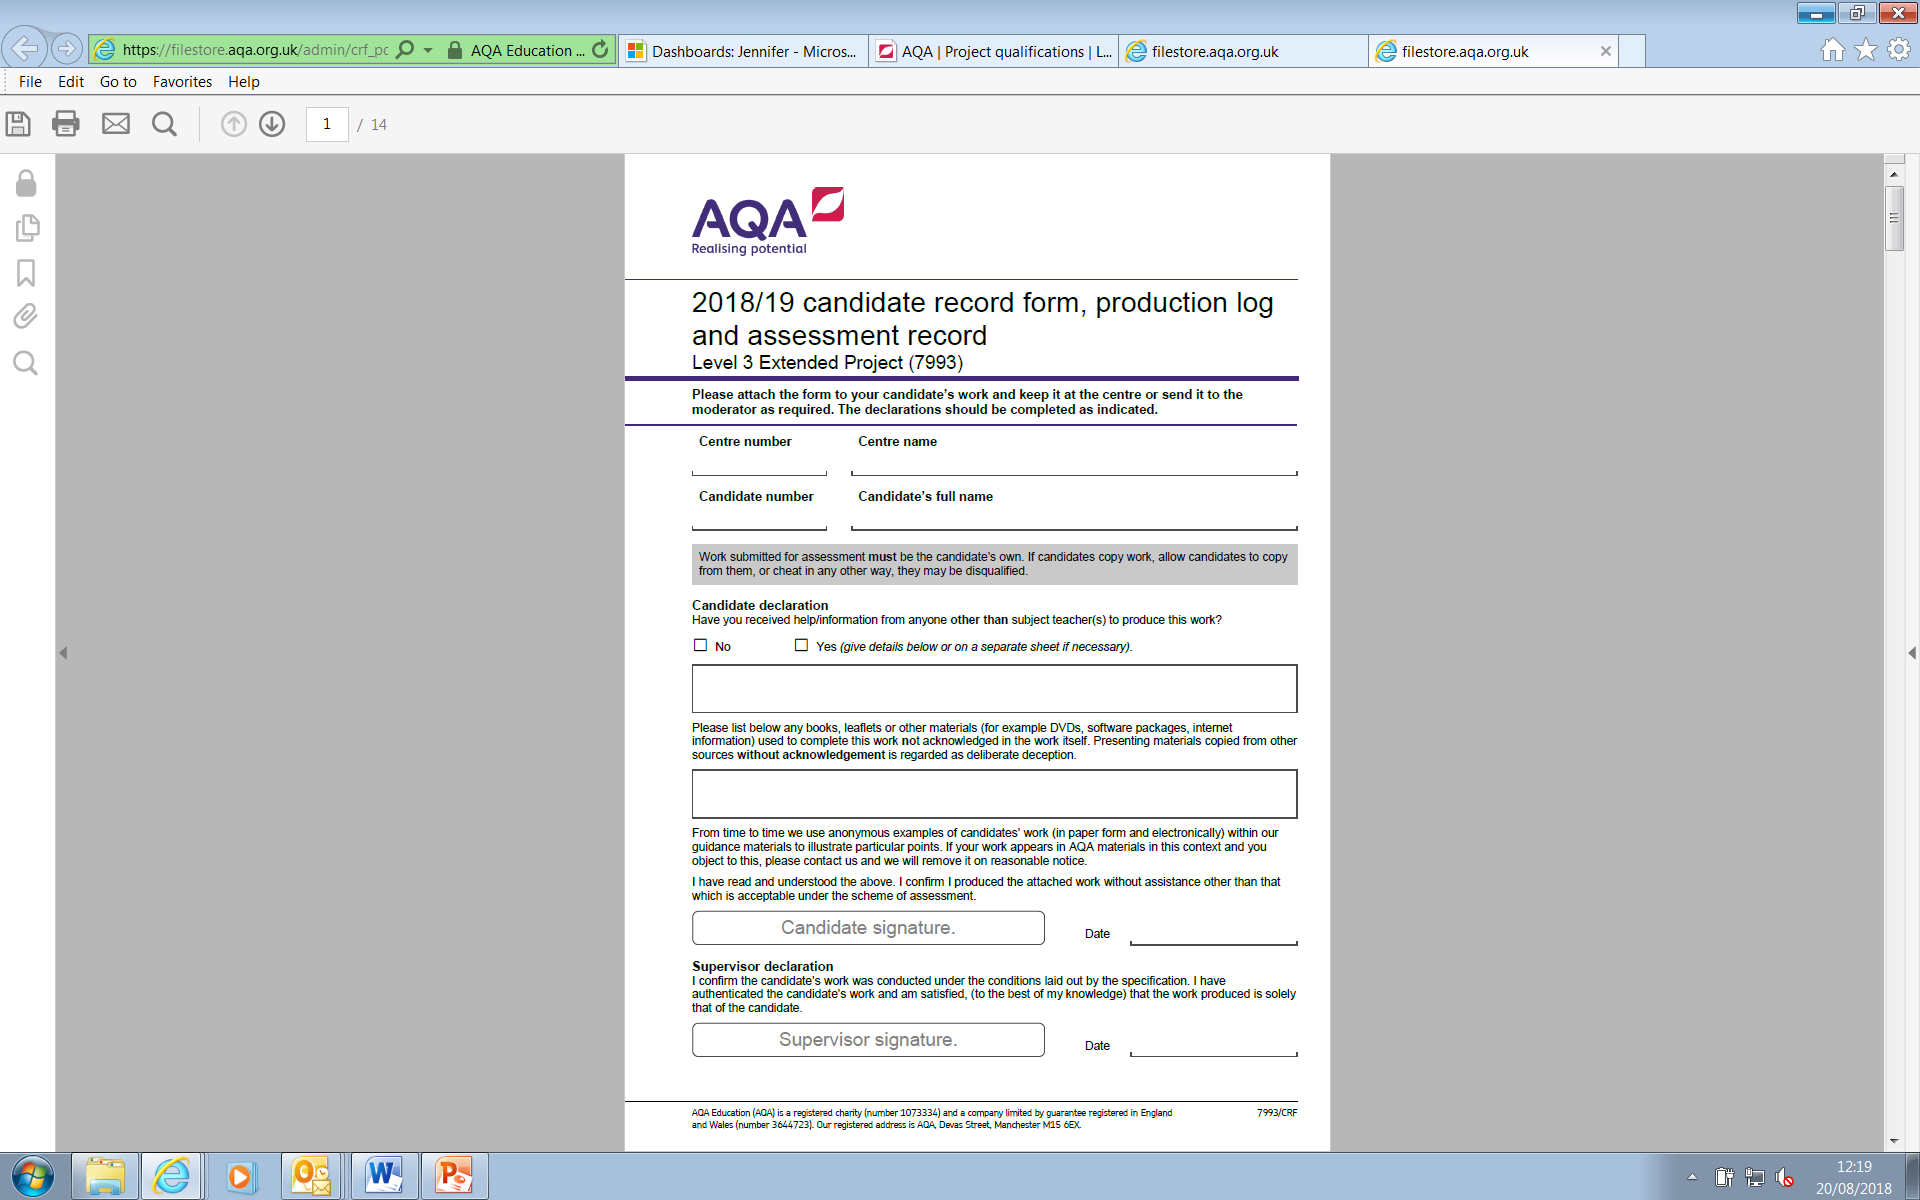 https://filestore.aqa.org.uk/admin/crf_pc
AQA Education ...
Dashboards: Jennifer - Micros...
AQA | Project qualifications | L...
filestore.aqa.org.uk
filestore.aqa.org.uk
File Edit Go to Favorites Help
1 / 14
AQA
Realising potential
2018/19 candidate record form, production log
and assessment record
Level 3 Extended Project (7993)
Please attach the form to your candidate's work and keep it at the centre or send it to the
moderator as required. The declarations should be completed as indicated.
Centre number Centre name
Candidate number Candidate's full name
Work submitted for assessment must be the candidate's own. If candidates copy work, allow candidates to copy
from them, or cheat in any other way, they may be disqualified.
Candidate declaration
Have you received help/information from anyone other than subject teacher(s) to produce this work?
No Yes (give details below or on a separate sheet if necessary).
Please list below any books, leaflets or other materials (for example DVDs, software packages, internet
information) used to complete this work not acknowledged in the work itself. Presenting materials copied from other
sources without acknowledgement is regarded as deliberate deception.
From time to time we use anonymous examples of candidates' work (in paper form and electronically) within our
guidance materials to illustrate particular points. If your work appears in AQA materials in this context and you
object to this, please contact us and we will remove it on reasonable notice.
I have read and understood the above. I confirm I produced the attached work without assistance other than that
which is acceptable under the scheme of assessment.
Candidate signature. Date
Supervisor declaration
I confirm the candidate's work was conducted under the conditions laid out by the specification. I have
authenticated the candidate's work and am satisfied, (to the best of my knowledge) that the work produced is solely
that of the candidate.
Supervisor signature. Date
AQA Education (AQA) is a registered charity (number 1073334) and a company limited by guarantee registered in England
and Wales (number 3644723). Our registered address is AQA, Devas Street, Manchester M15 6EX.
7993/CRF
12:19
20/08/2018